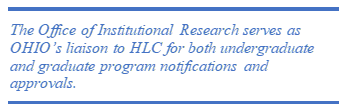 The Office of Institutional Research serves as
OHIO's liaison to HLC for both undergraduate
and graduate program notifications and
approvals.